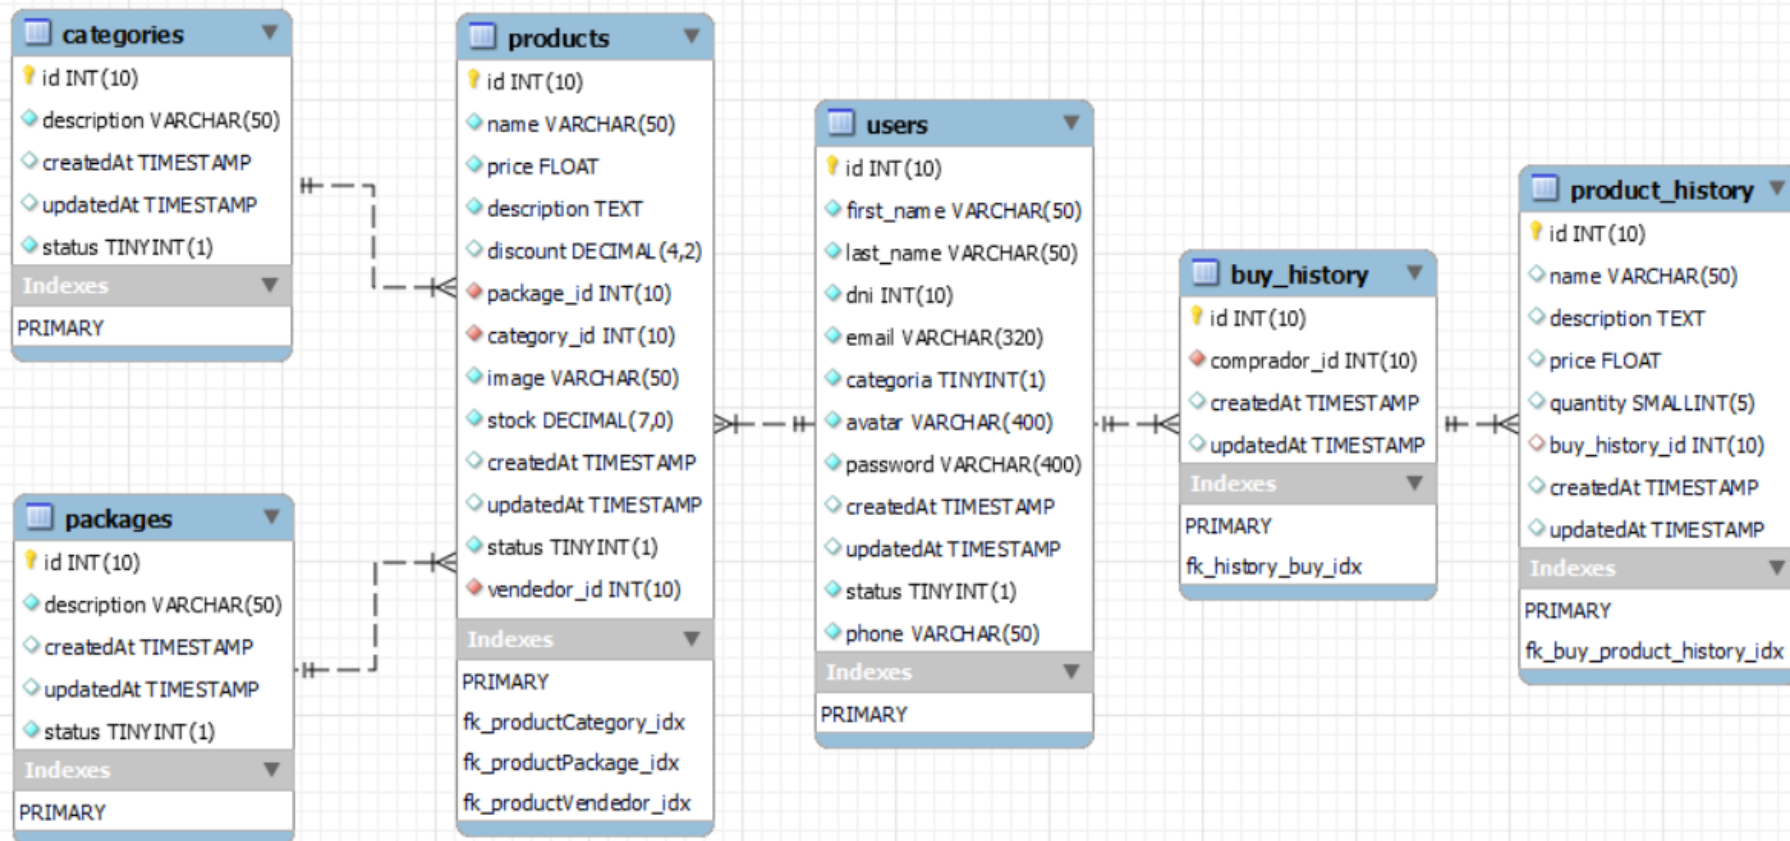 categories
id INT(10)
description VARCHAR(50)
createdAt TIMESTAMP
updatedAt TIMESTAMP
status TINYINT(1)
Indexes
PRIMARY
packages
id INT(10)
description VARCHAR(50)
createdAt TIMESTAMP
updatedAt TIMESTAMP
status TINYINT(1)
Indexes
PRIMARY
products
id INT(10)
name VARCHAR(50)
price FLOAT
description TEXT
discount DECIMAL(4,2)
package_id INT(10)
category_id INT(10)
image VARCHAR(50)
stock DECIMAL(7,0)
createdAt TIMESTAMP
updatedAt TIMESTAMP
status TINYINT(1)
vendedor_id INT(10)
Indexes
PRIMARY
fk_productCategory_idx
fk_productPackage_idx
fk_productVendedor_idx
users
id INT(10)
first_name VARCHAR(50)
last_name VARCHAR(50)
dni INT(10)
email VARCHAR(320)
categoria TINYINT(1)
avatar VARCHAR(400)
password VARCHAR(400)
createdAt TIMESTAMP
updatedAt TIMESTAMP
status TINYINT(1)
phone VARCHAR(50)
Indexes
PRIMARY
buy_history
id INT(10)
comprador_id INT(10)
createdAt TIMESTAMP
updatedAt TIMESTAMP
Indexes
PRIMARY
fk_history_buy_idx
product_history
id INT(10)
name VARCHAR(50)
description TEXT
price FLOAT
quantity SMALLINT(5)
buy_history_id INT(10)
createdAt TIMESTAMP
updatedAt TIMESTAMP
Indexes
PRIMARY
fk_buy_product_history_idx